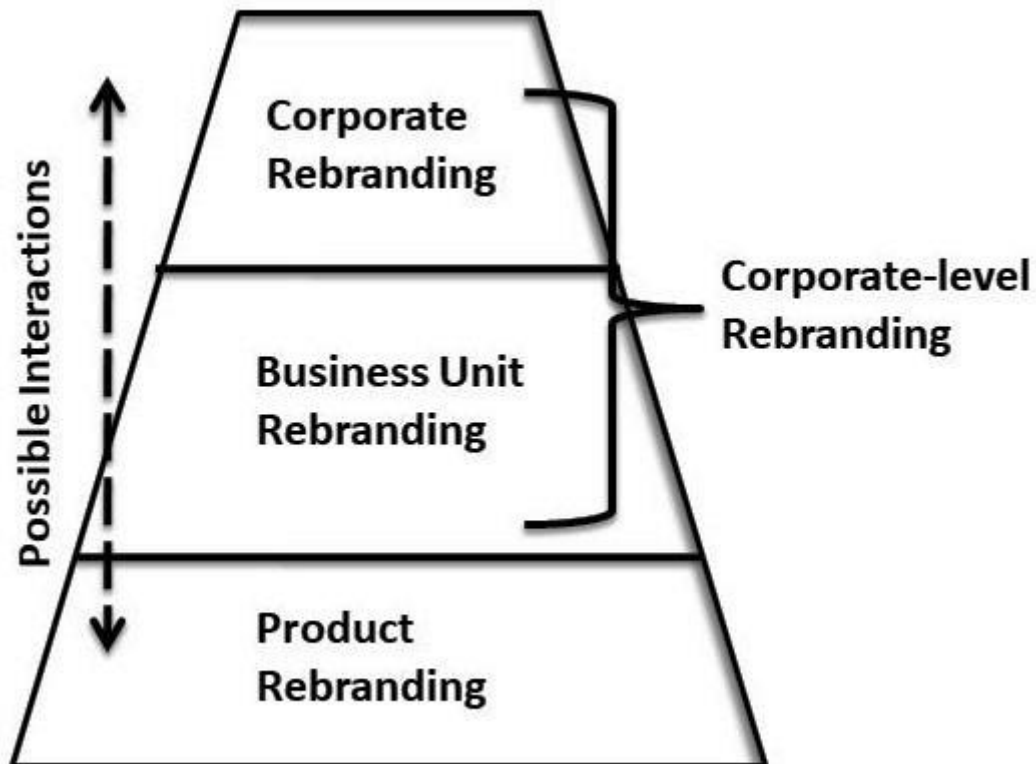 Corporate
Rebranding
Possible Interactions
Corporate-level
Rebranding
Business Unit
Rebranding
Product
Rebranding